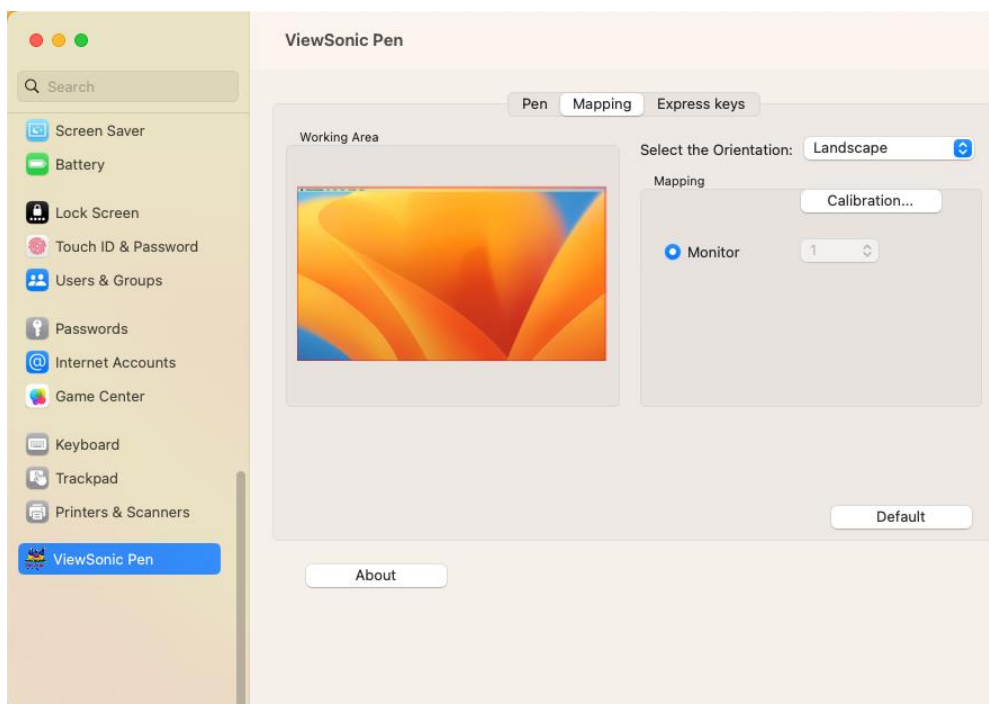 ViewSonic Pen
Search
Screen Saver
Battery
Lock Screen
Touch ID & Password
Users & Groups
Passwords
Internet Accounts
Game Center
Keyboard
Trackpad
Printers & Scanners
ViewSonic Pen
Pen Mapping Express keys
Working Area
Select the Orientation: Landscape
Mapping
Calibration...
Monitor 1
Default
About